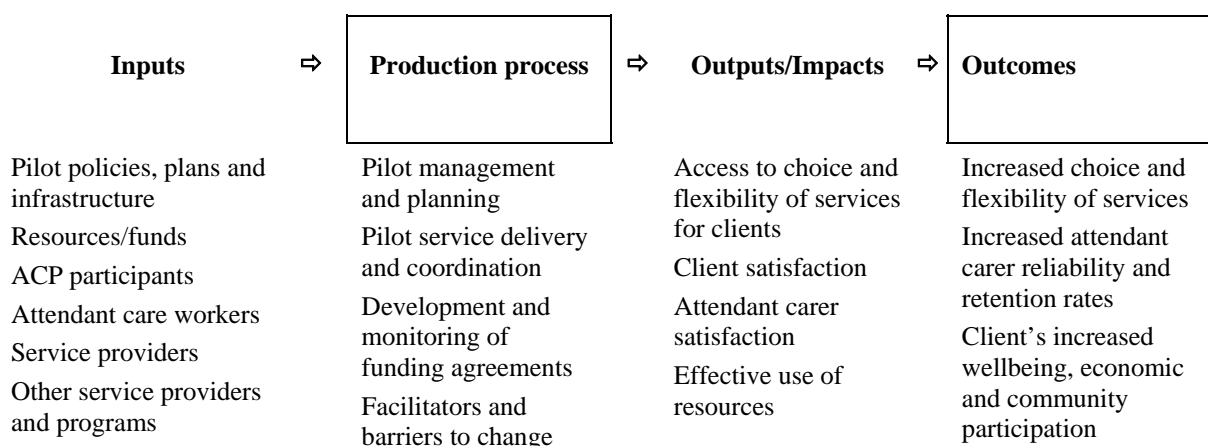 Inputs ⇨ Production process ⇨ Outputs/Impacts ⇨ Outcomes
Pilot policies, plans and
infrastructure
Resources/funds
ACP participants
Attendant care workers
Service providers
Other service providers
and programs
Pilot management
and planning
Pilot service delivery
and coordination
Development and
monitoring of
funding agreements
Facilitators and
barriers to change
Access to choice and
flexibility of services
for clients
Client satisfaction
Attendant carer
satisfaction
Effective use of
resources
Increased choice and
flexibility of services
Increased attendant
carer reliability and
retention rates
Client’s increased
wellbeing, economic
and community
participation